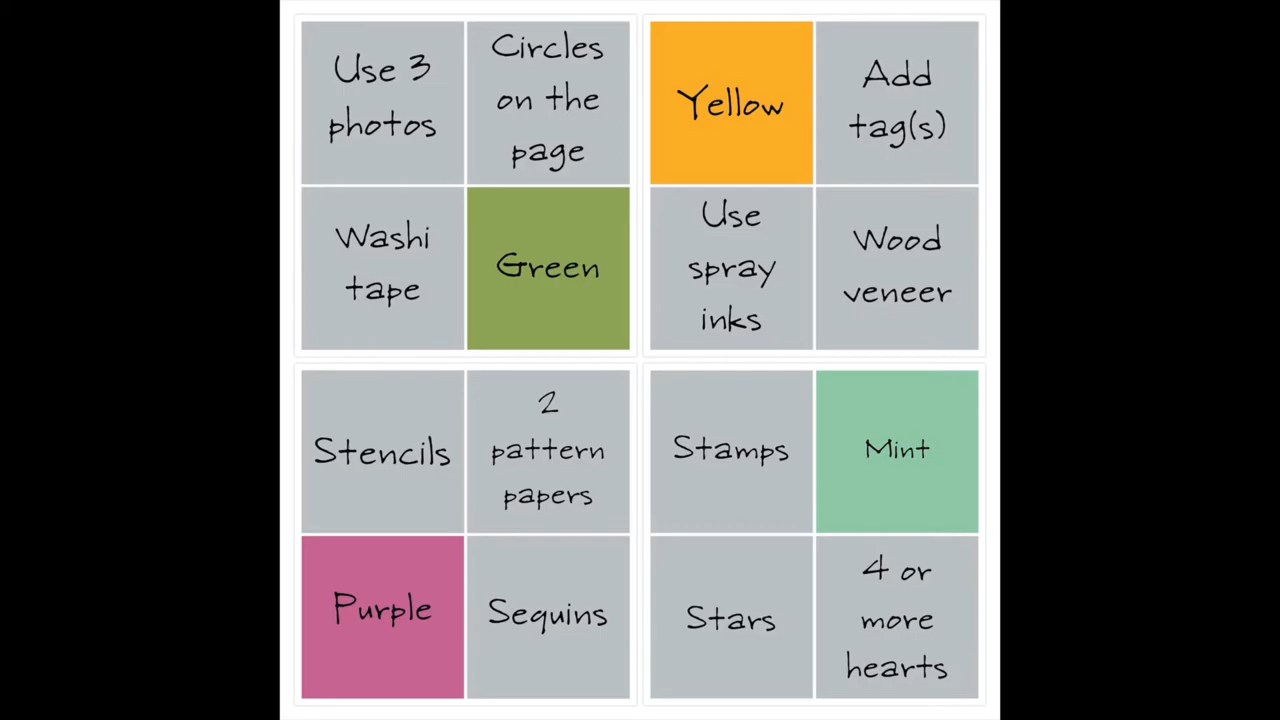 Use 3
photos
Circles
on the
page
Yellow
Add
tag(s)
Washi
tape
Green
Use
spray
inks
Wood
veneer
Stencils
2
pattern
papers
Stamps
Mint
Purple
Sequins
Stars
4 or
more
hearts